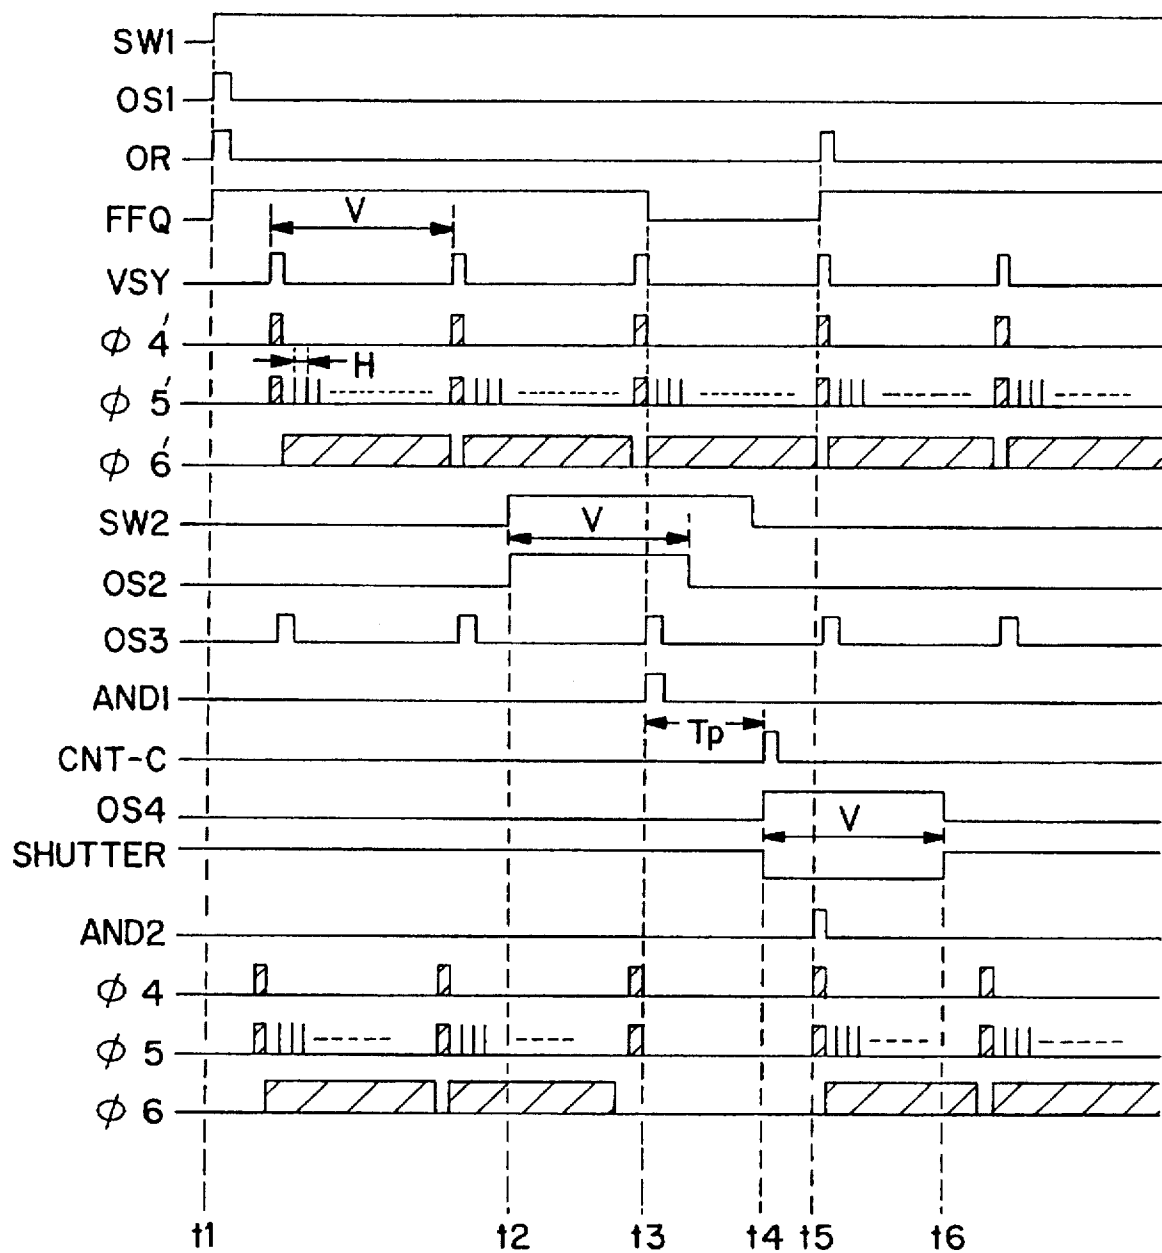 SW1
OS1
OR
FFQ
V
VSY
ϕ 4′
H
ϕ 5′
ϕ 6′
SW2
V
OS2
OS3
AND1
Tp
CNT-C
OS4
V
SHUTTER
AND2
ϕ 4
ϕ 5
ϕ 6
t1 t2 t3 t4 t5 t6